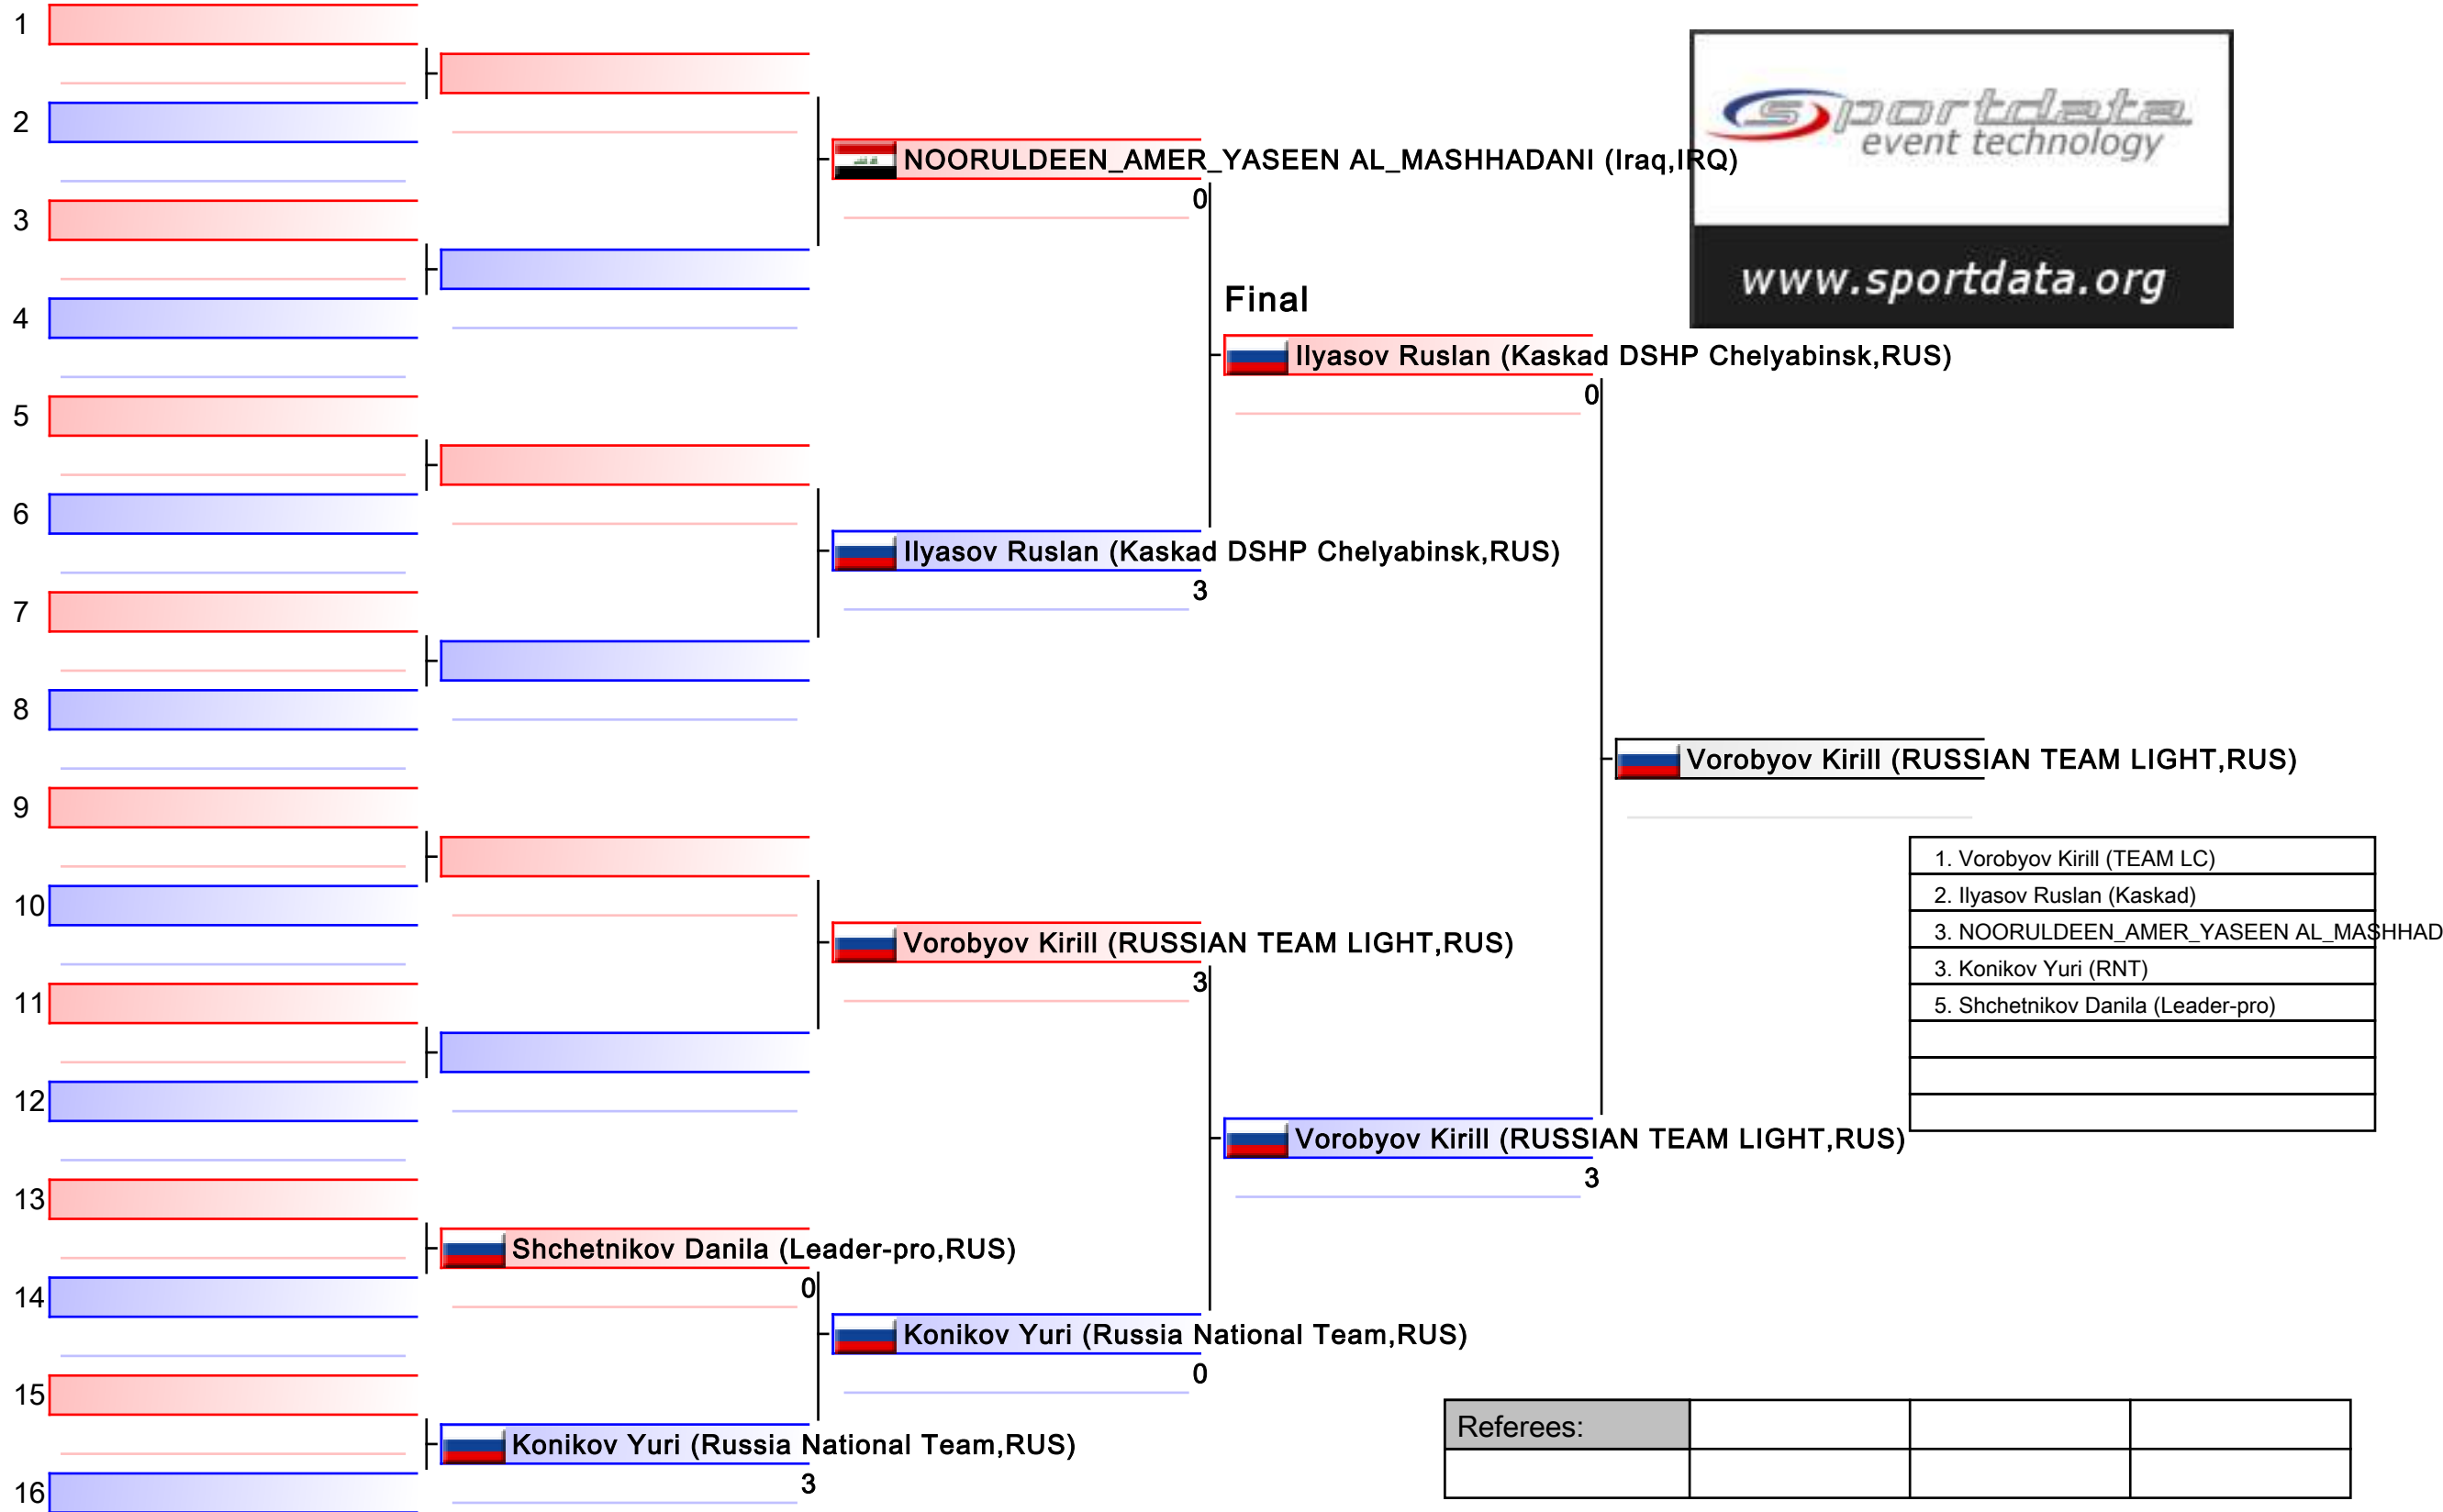 1
2
NOORULDEEN_AMER_YASEEN AL_MASHHADANI (Iraq,IRQ)
0
sportdata
event technology
www.sportdata.org
3
4
Final
Ilyasov Ruslan (Kaskad DSHP Chelyabinsk,RUS)
0
5
6
Ilyasov Ruslan (Kaskad DSHP Chelyabinsk,RUS)
3
7
8
Vorobyov Kirill (RUSSIAN TEAM LIGHT,RUS)
9
10
Vorobyov Kirill (RUSSIAN TEAM LIGHT,RUS)
3
1. Vorobyov Kirill (TEAM LC)
2. Ilyasov Ruslan (Kaskad)
3. NOORULDEEN_AMER_YASEEN AL_MASHHAD
3. Konikov Yuri (RNT)
5. Shchetnikov Danila (Leader-pro)
11
12
Vorobyov Kirill (RUSSIAN TEAM LIGHT,RUS)
3
13
Shchetnikov Danila (Leader-pro,RUS)
0
14
Konikov Yuri (Russia National Team,RUS)
0
15
Konikov Yuri (Russia National Team,RUS)
3
16
Referees: